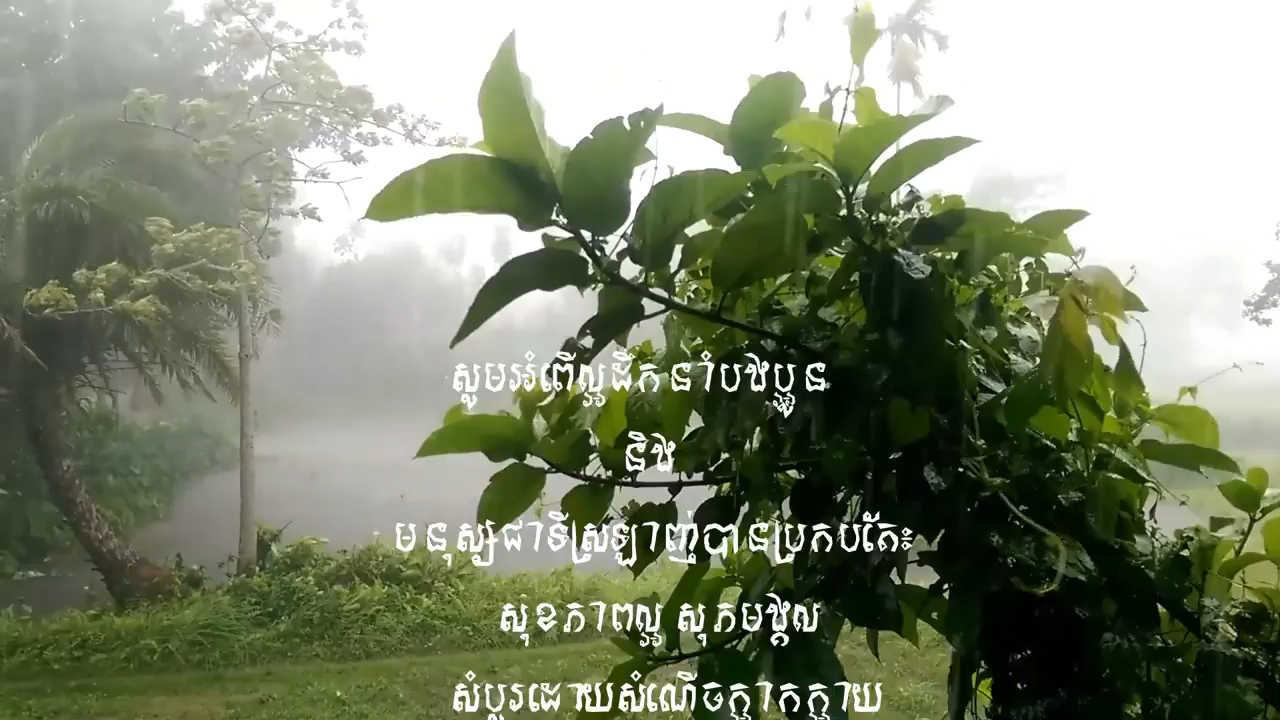 សូមអំពើល្អដឹកនាំបងប្អូន
និង
មនុស្សជាទីស្រឡាញ់បានប្រកបតែ៖
សុខភាពល្អ សុភមង្គល
សំបូរដោយសំណើចក្អាកក្អាយ